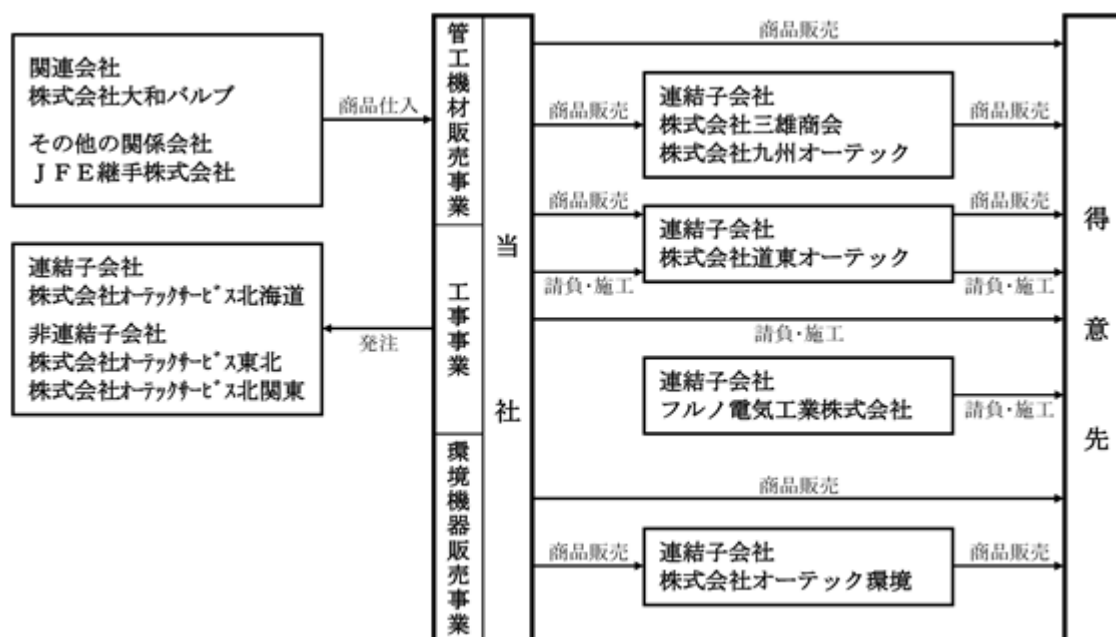 関連会社
株式会社大和バルブ
その他の関係会社
ＪＦＥ継手株式会社
商品仕入
連結子会社
株式会社オーテックサービス北海道
非連結子会社
株式会社オーテックサービス東北
株式会社オーテックサービス北関東
発注
管工機材販売事業
工事事業
環境機器販売事業
当社
商品販売
商品販売
連結子会社
株式会社三雄商会
株式会社九州オーテック
商品販売
商品販売
請負・施工
連結子会社
株式会社道東オーテック
商品販売
請負・施工
請負・施工
連結子会社
フルノ電気工業株式会社
請負・施工
商品販売
商品販売
連結子会社
株式会社オーテック環境
商品販売
得意先